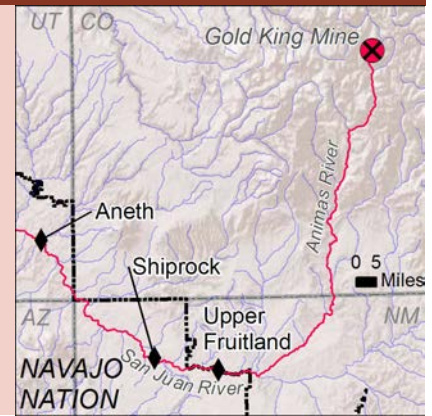 UT CO
Gold King Mine
Animas River
Aneth
Shiprock
0 5
Miles
AZ
NM
Upper
Fruitland
San Juan River
NAVAJO
NATION